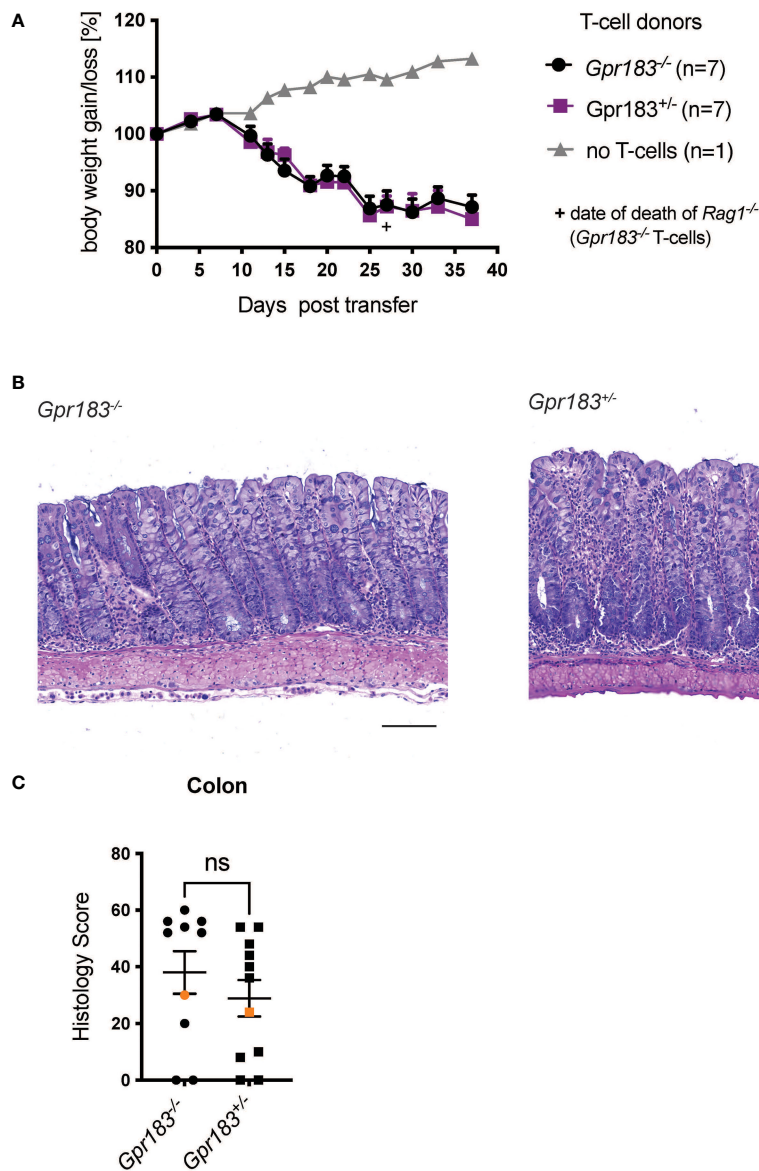 A
body weight gain/loss [%]
120
110
100
90
80
0 5 10 15 20 25 30 35 40
+
Days post transfer
T-cell donors
Gpr183-/- (n=7)
Gpr183+/- (n=7)
no T-cells (n=1)
+ date of death of Rag1-/-
(Gpr183-/- T-cells)
B
Gpr183-/-
Gpr183+/-
C
Colon
Histology Score
80
60
40
20
0
ns
Gpr183-/-
Gpr183+/-